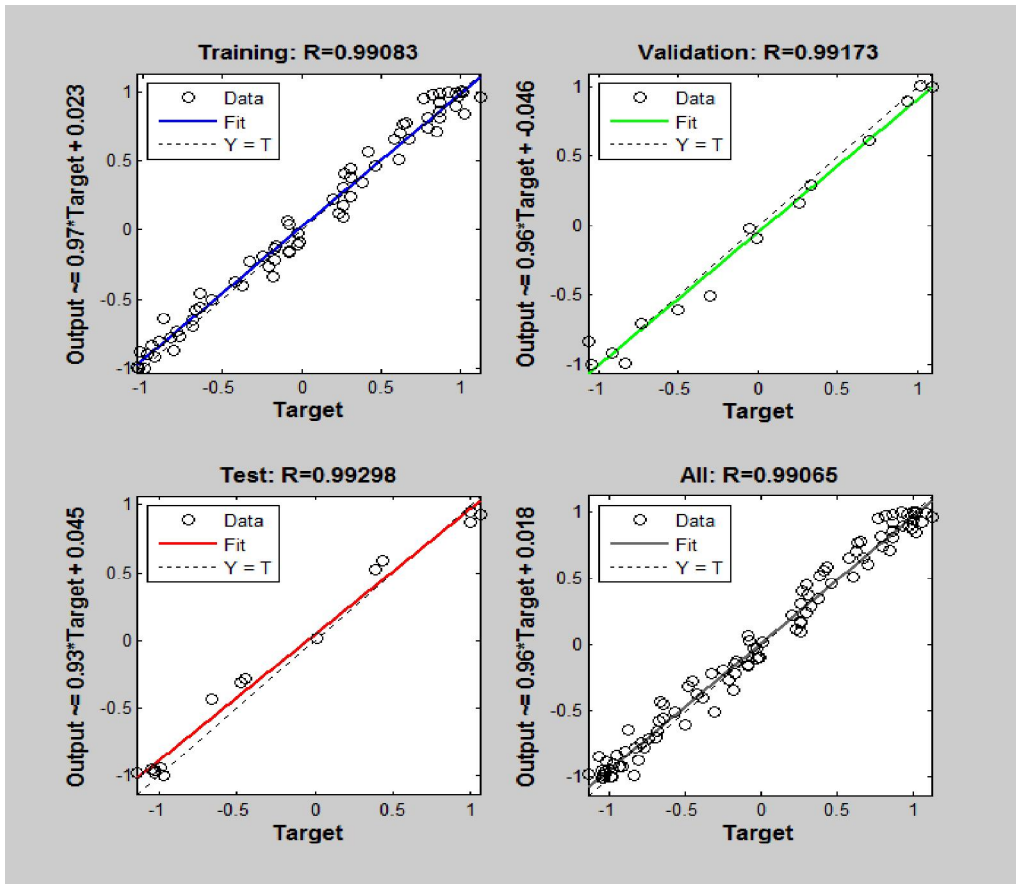 Training: R=0.99083
Output ~= 0.97*Target + 0.023
1
0.5
0
-0.5
-1
Data
Fit
Y = T
-1
-0.5
0
0.5
1
Target
Validation: R=0.99173
Output ~= 0.96*Target + -0.046
1
0.5
0
-0.5
-1
Data
Fit
Y = T
-1
-0.5
0
0.5
1
Target
Test: R=0.99298
Output ~= 0.93*Target + 0.045
1
0.5
0
-0.5
-1
Data
Fit
Y = T
-1
-0.5
0
0.5
1
Target
All: R=0.99065
Output ~= 0.96*Target + 0.018
1
0.5
0
-0.5
-1
Data
Fit
Y = T
-1
-0.5
0
0.5
1
Target